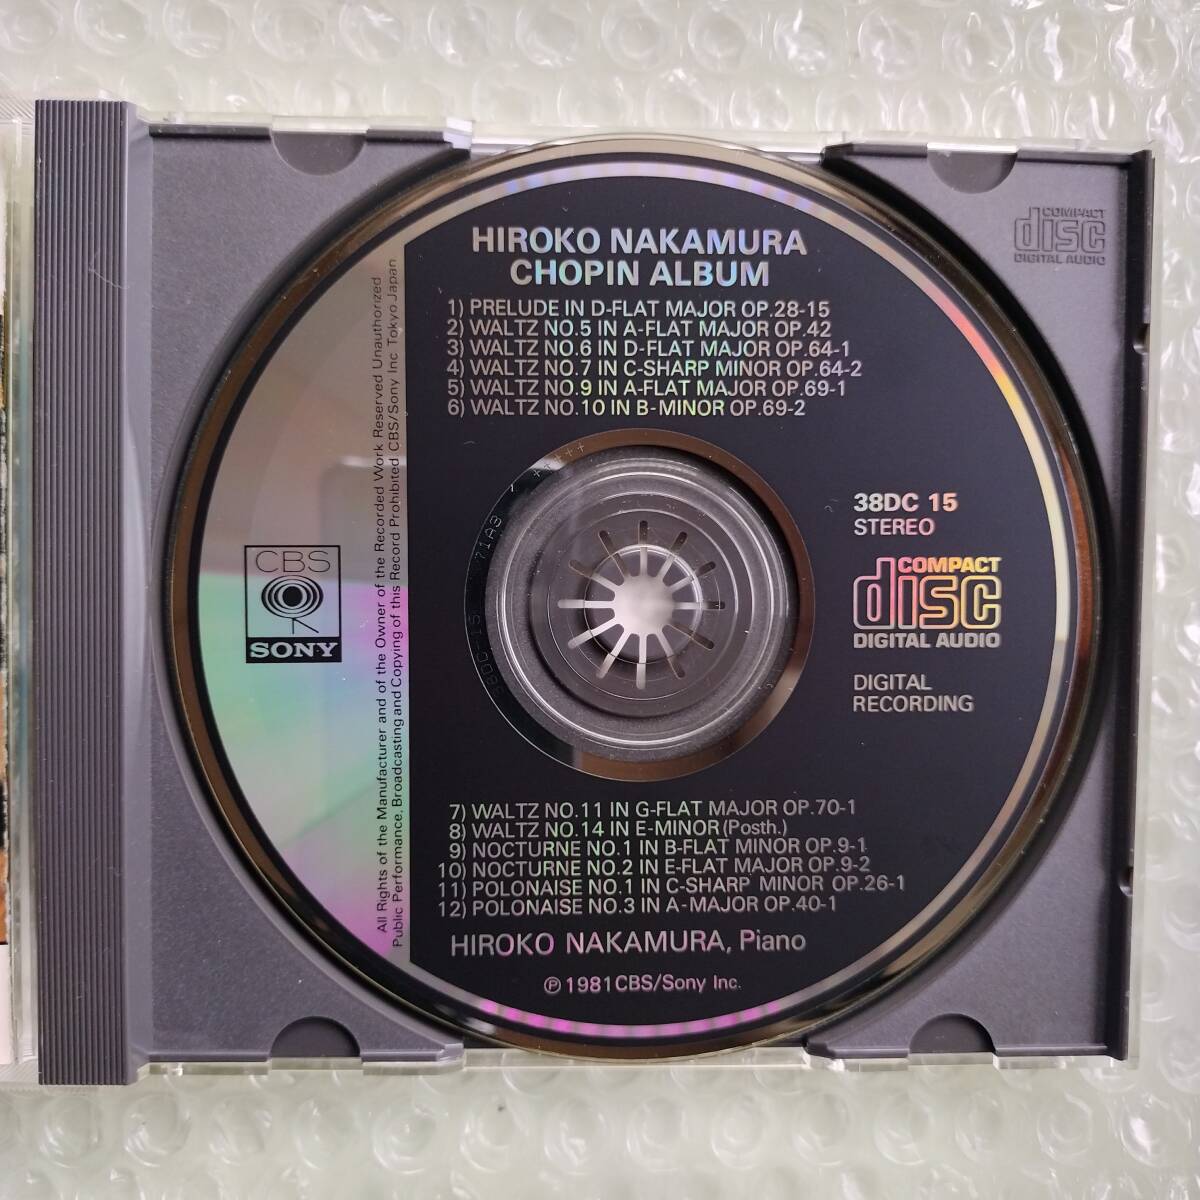 HIROKO NAKAMURA
CHOPIN ALBUM
1) PRELUDE IN D-FLAT MAJOR OP.28-15
2) WALTZ NO.5 IN A-FLAT MAJOR OP.42
3) WALTZ NO.6 IN D-FLAT MAJOR OP.64-1
4) WALTZ NO.7 IN C-SHARP MINOR OP.64-2
5) WALTZ NO.9 IN A-FLAT MAJOR OP.69-1
6) WALTZ NO.10 IN B-MINOR OP.69-2
38DC 15
STEREO
COMPACT
disc
DIGITAL AUDIO
DIGITAL
RECORDING
7) WALTZ NO.11 IN G-FLAT MAJOR OP.70-1
8) WALTZ NO.14 IN E-MINOR (Posth.)
9) NOCTURNE NO.1 IN B-FLAT MINOR OP.9-1
10) NOCTURNE NO.2 IN E-FLAT MAJOR OP.9-2
11) POLONAISE NO.1 IN C-SHARP MINOR OP.26-1
12) POLONAISE NO.3 IN A-MAJOR OP.40-1
HIROKO NAKAMURA, Piano
℗ 1981 CBS/Sony Inc.
CBS
SONY
All Rights of the Manufacturer and of the Owner of the Recorded Work Reserved Unauthorized
Public Performance, Broadcasting and Copying of this Record Prohibited CBS/Sony Inc Tokyo Japan
38DC-15 71A3 +++++
COMPACT
disc
DIGITAL AUDIO